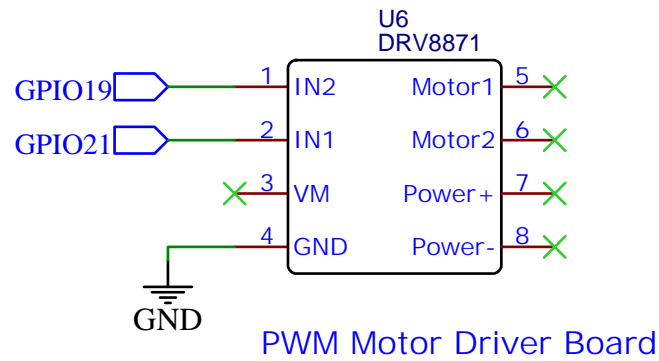 U6
DRV8871
GPIO19 1 IN2 Motor1 5
GPIO21 2 IN1 Motor2 6
3 VM Power+ 7
4 GND Power- 8
GND
PWM Motor Driver Board